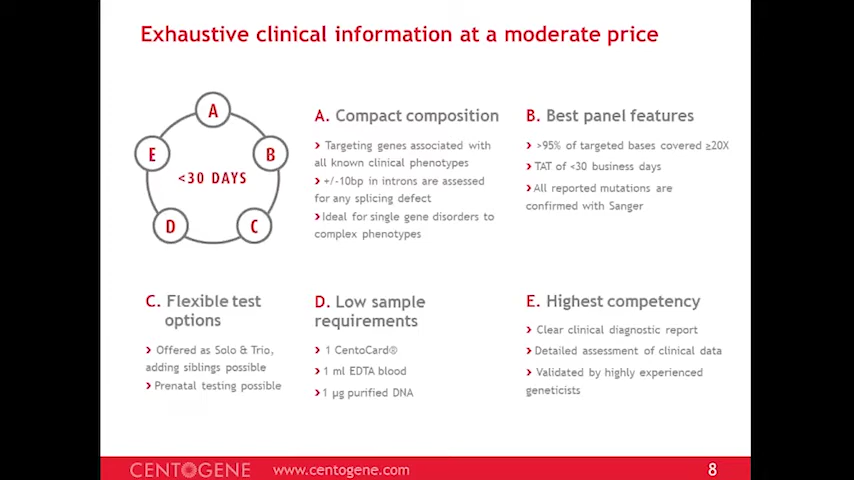 Exhaustive clinical information at a moderate price
A
E
B
<30 DAYS
D
C
A. Compact composition
› Targeting genes associated with
all known clinical phenotypes
› +/-10bp in introns are assessed
for any splicing defect
› Ideal for single gene disorders to
complex phenotypes
B. Best panel features
› >95% of targeted bases covered ≥20X
› TAT of <30 business days
› All reported mutations are
confirmed with Sanger
C. Flexible test
options
› Offered as Solo & Trio,
adding siblings possible
› Prenatal testing possible
D. Low sample
requirements
› 1 CentoCard®
› 1 ml EDTA blood
› 1 µg purified DNA
E. Highest competency
› Clear clinical diagnostic report
› Detailed assessment of clinical data
› Validated by highly experienced
geneticists
CENTOGENE www.centogene.com 8